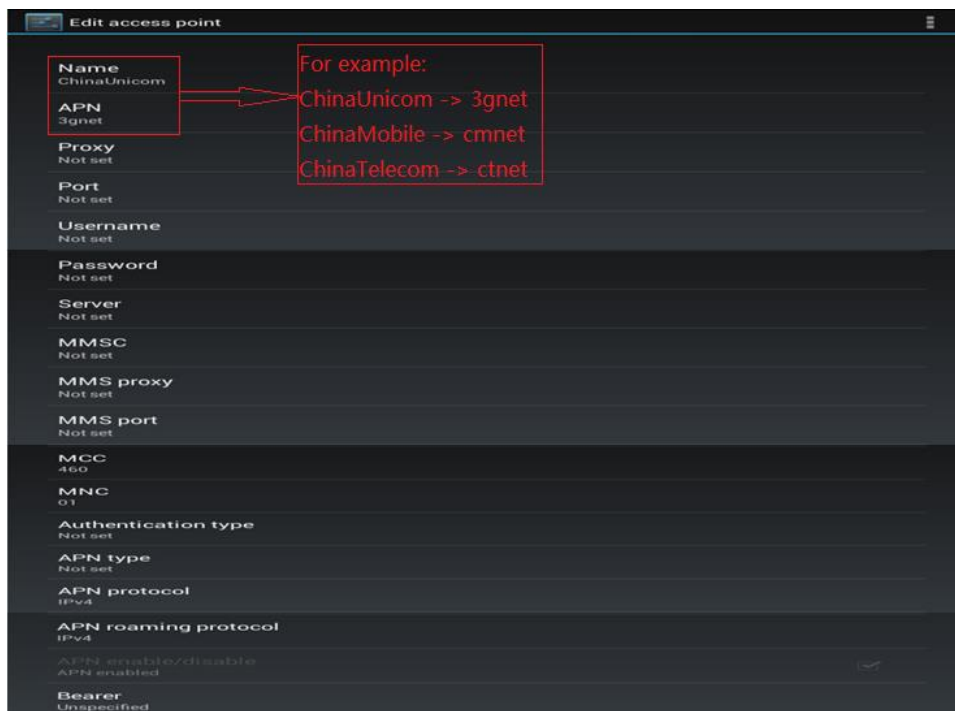 Edit access point
Name
ChinaUnicom
APN
3gnet
For example:
ChinaUnicom -> 3gnet
ChinaMobile -> cmnet
ChinaTelecom -> ctnet
Proxy
Not set
Port
Not set
Username
Not set
Password
Not set
Server
Not set
MMSC
Not set
MMS proxy
Not set
MMS port
Not set
MCC
460
MNC
01
Authentication type
Not set
APN type
Not set
APN protocol
IPv4
APN roaming protocol
IPv4
APN enable/disable
APN enabled
Bearer
Unspecified